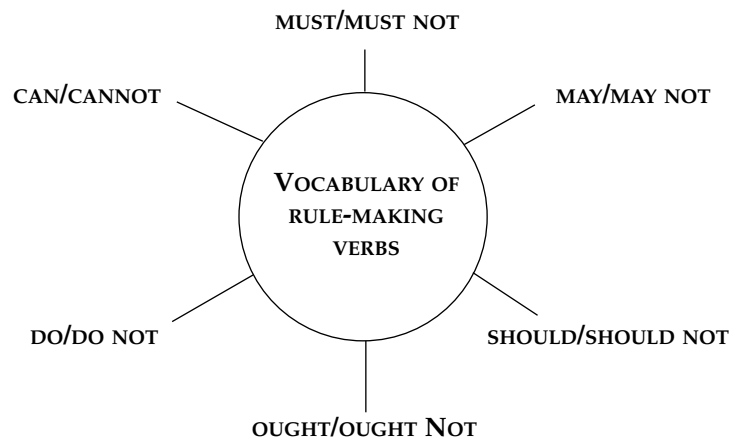 MUST/MUST NOT
CAN/CANNOT
MAY/MAY NOT
VOCABULARY OF
RULE-MAKING
VERBS
DO/DO NOT
SHOULD/SHOULD NOT
OUGHT/OUGHT NOT